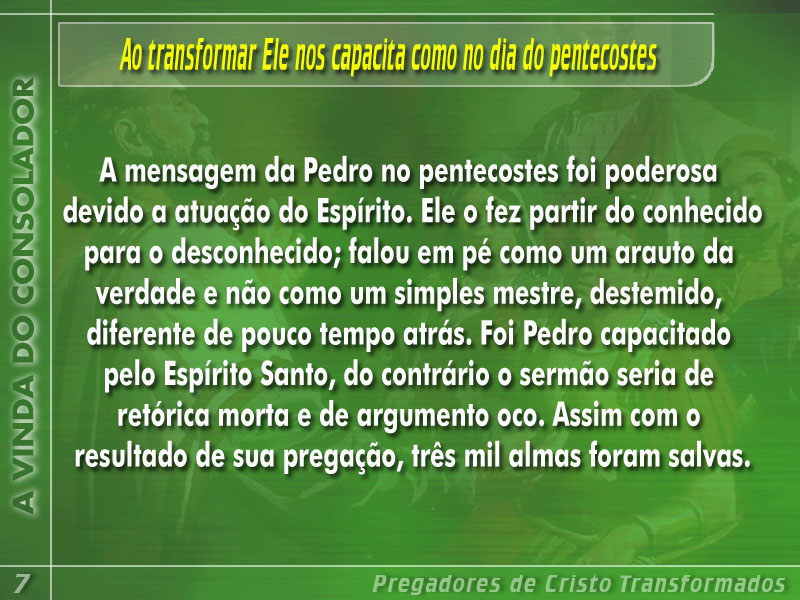 Ao transformar Ele nos capacita como no dia do pentecostes
A VINDA DO CONSOLADOR
A mensagem da Pedro no pentecostes foi poderosa
devido a atuação do Espírito. Ele o fez partir do conhecido
para o desconhecido; falou em pé como um arauto da
verdade e não como um simples mestre, destemido,
diferente de pouco tempo atrás. Foi Pedro capacitado
pelo Espírito Santo, do contrário o sermão seria de
retórica morta e de argumento oco. Assim com o
resultado de sua pregação, três mil almas foram salvas.
7
Pregadores de Cristo Transformados